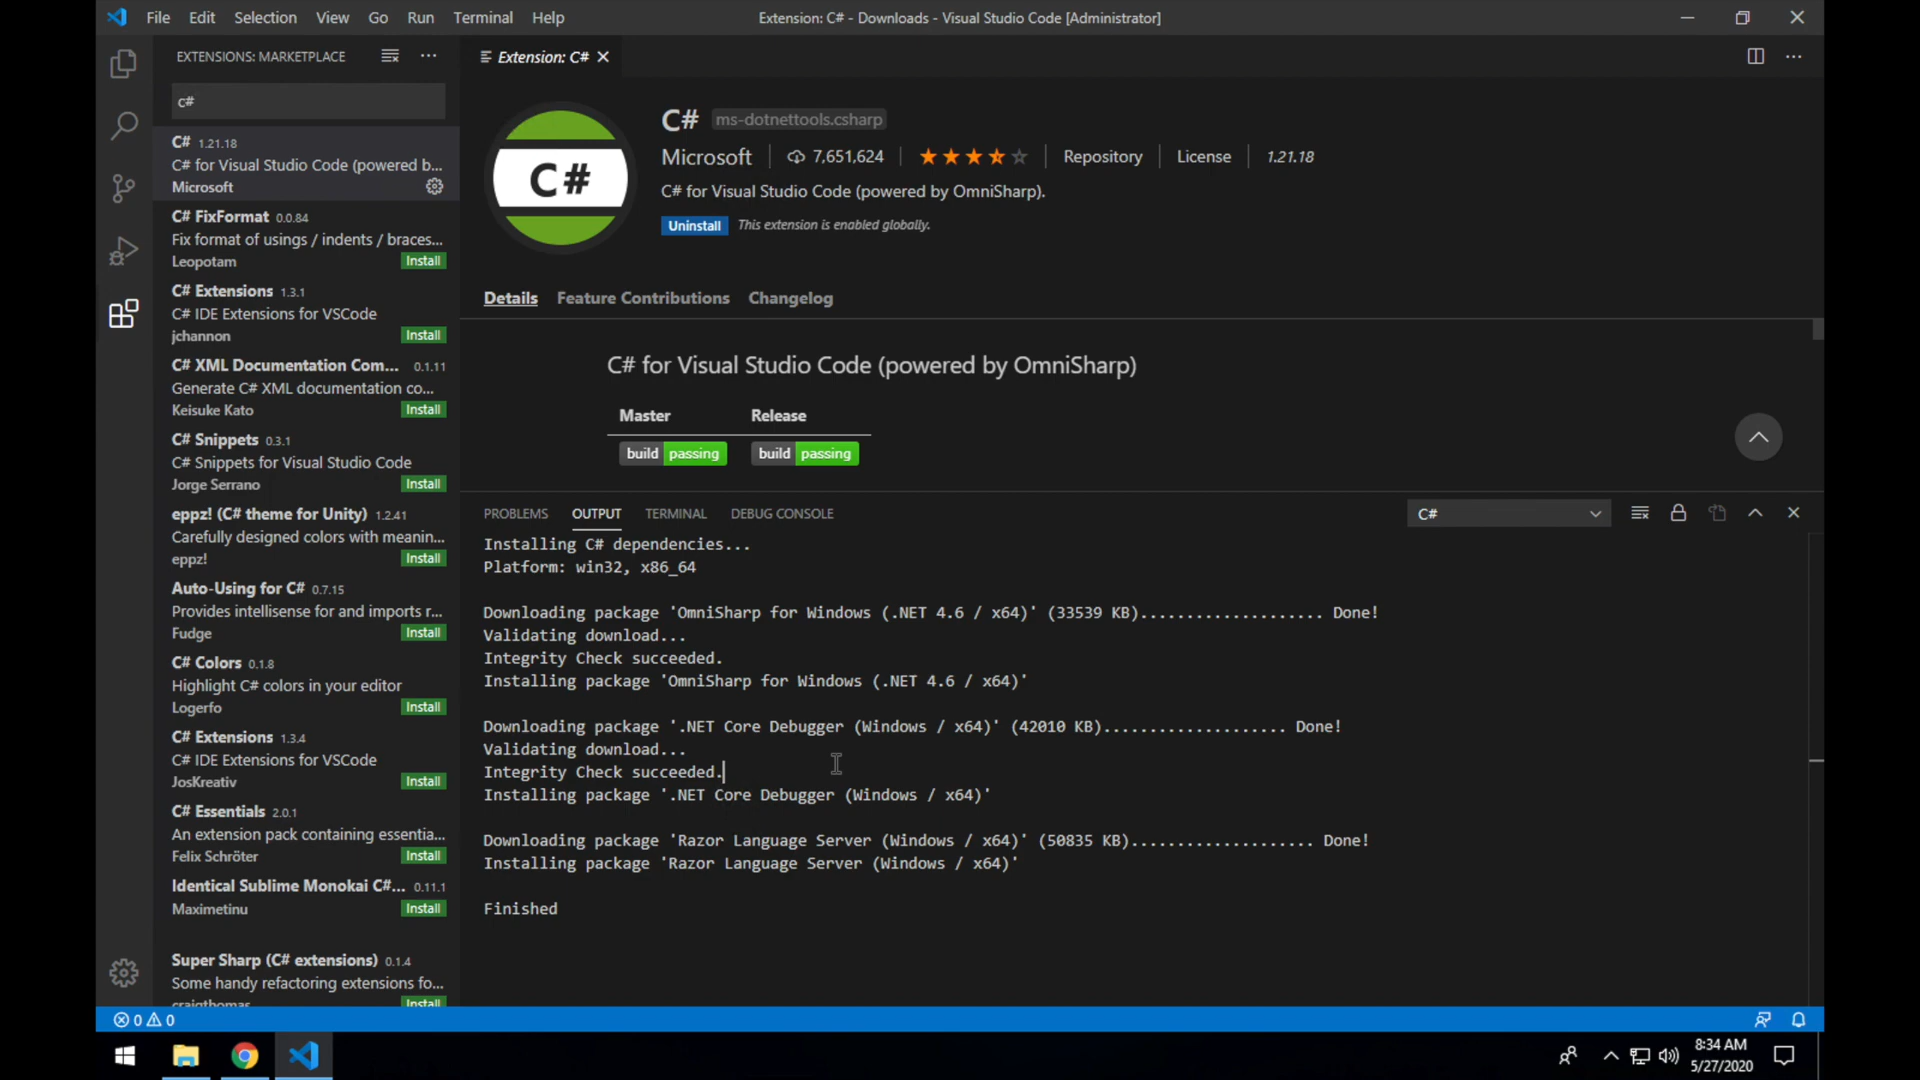 File Edit Selection View Go Run Terminal Help
Extension: C# - Downloads - Visual Studio Code [Administrator]
EXTENSIONS: MARKETPLACE
c#
C# 1.21.18
C# for Visual Studio Code (powered b...
Microsoft
C# FixFormat 0.0.84
Fix format of usings / indents / braces...
Leopotam Install
C# Extensions 1.3.1
C# IDE Extensions for VSCode
jchannon Install
C# XML Documentation Com... 0.1.11
Generate C# XML documentation co...
Keisuke Kato Install
C# Snippets 0.3.1
C# Snippets for Visual Studio Code
Jorge Serrano Install
eppz! (C# theme for Unity) 1.2.41
Carefully designed colors with meanin...
eppz! Install
Auto-Using for C# 0.7.15
Provides intellisense for and imports r...
Fudge Install
C# Colors 0.1.8
Highlight C# colors in your editor
Logerfo Install
C# Extensions 1.3.4
C# IDE Extensions for VSCode
JosKreativ Install
C# Essentials 2.0.1
An extension pack containing essentia...
Felix Schröter Install
Identical Sublime Monokai C#... 0.11.1
Maximetinu Install
Super Sharp (C# extensions) 0.1.4
Some handy refactoring extensions fo...
craigthomas Install
Extension: C#
C#
C# ms-dotnettools.csharp
Microsoft 7,651,624 Repository License 1.21.18
C# for Visual Studio Code (powered by OmniSharp).
Uninstall This extension is enabled globally.
Details Feature Contributions Changelog
C# for Visual Studio Code (powered by OmniSharp)
Master Release
build passing build passing
PROBLEMS OUTPUT TERMINAL DEBUG CONSOLE C#
Installing C# dependencies...
Platform: win32, x86_64
Downloading package 'OmniSharp for Windows (.NET 4.6 / x64)' (33539 KB).................... Done!
Validating download...
Integrity Check succeeded.
Installing package 'OmniSharp for Windows (.NET 4.6 / x64)'
Downloading package '.NET Core Debugger (Windows / x64)' (42010 KB).................... Done!
Validating download...
Integrity Check succeeded.
Installing package '.NET Core Debugger (Windows / x64)'
Downloading package 'Razor Language Server (Windows / x64)' (50835 KB).................... Done!
Installing package 'Razor Language Server (Windows / x64)'
Finished
0 0
8:34 AM
5/27/2020